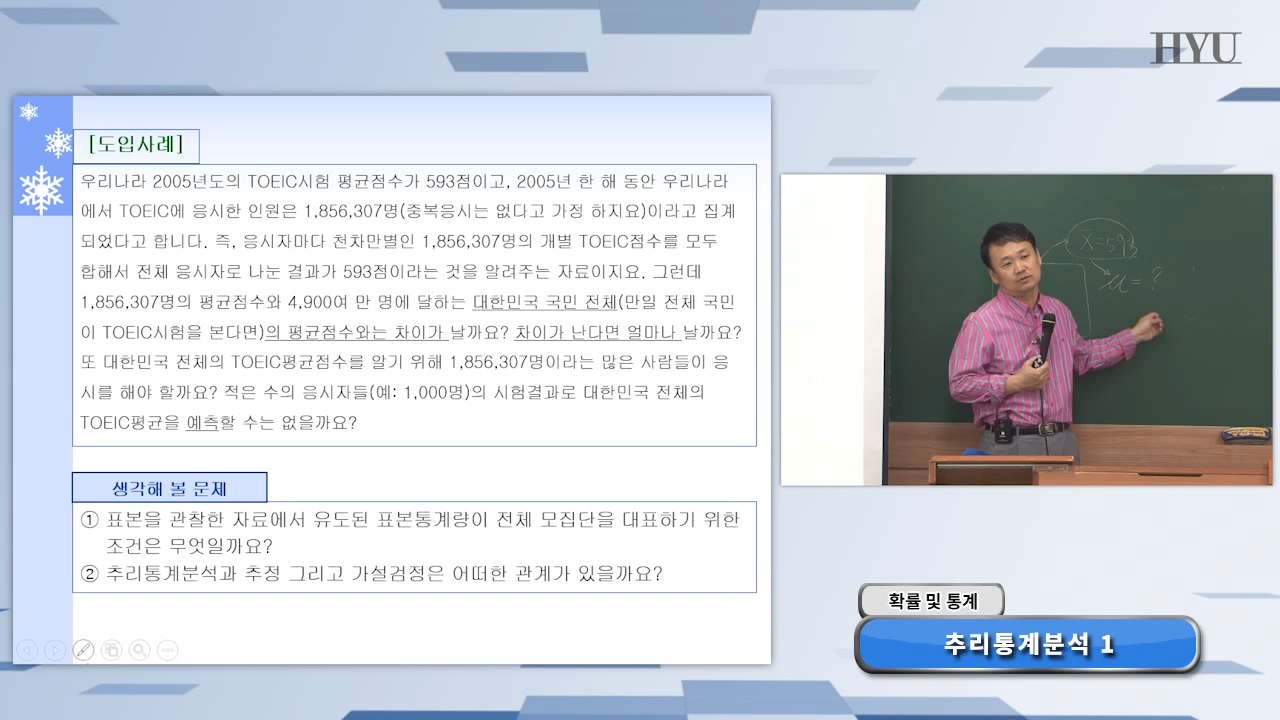 HYU
[도입사례]
우리나라 2005년도의 TOEIC시험 평균점수가 593점이고, 2005년 한 해 동안 우리나라
에서 TOEIC에 응시한 인원은 1,856,307명(중복응시는 없다고 가정 하지요)이라고 집계
되었다고 합니다. 즉, 응시자마다 천차만별인 1,856,307명의 개별 TOEIC점수를 모두
합해서 전체 응시자로 나눈 결과가 593점이라는 것을 알려주는 자료이지요. 그런데
1,856,307명의 평균점수와 4,900여 만 명에 달하는 대한민국 국민 전체(만일 전체 국민
이 TOEIC시험을 본다면)의 평균점수와는 차이가 날까요? 차이가 난다면 얼마나 날까요?
또 대한민국 전체의 TOEIC평균점수를 알기 위해 1,856,307명이라는 많은 사람들이 응
시를 해야 할까요? 적은 수의 응시자들(예: 1,000명)의 시험결과로 대한민국 전체의
TOEIC평균을 예측할 수는 없을까요?
생각해 볼 문제
① 표본을 관찰한 자료에서 유도된 표본통계량이 전체 모집단을 대표하기 위한
조건은 무엇일까요?
② 추리통계분석과 추정 그리고 가설검정은 어떠한 관계가 있을까요?
X̄=593
μ=?
확률 및 통계
추리통계분석 1